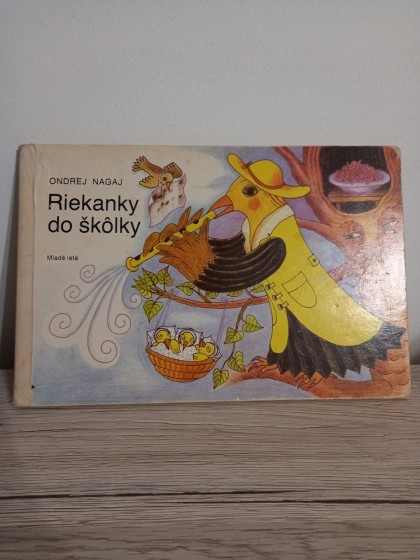 ONDREJ NAGAJ
Riekanky
do škôlky
Mladé letá